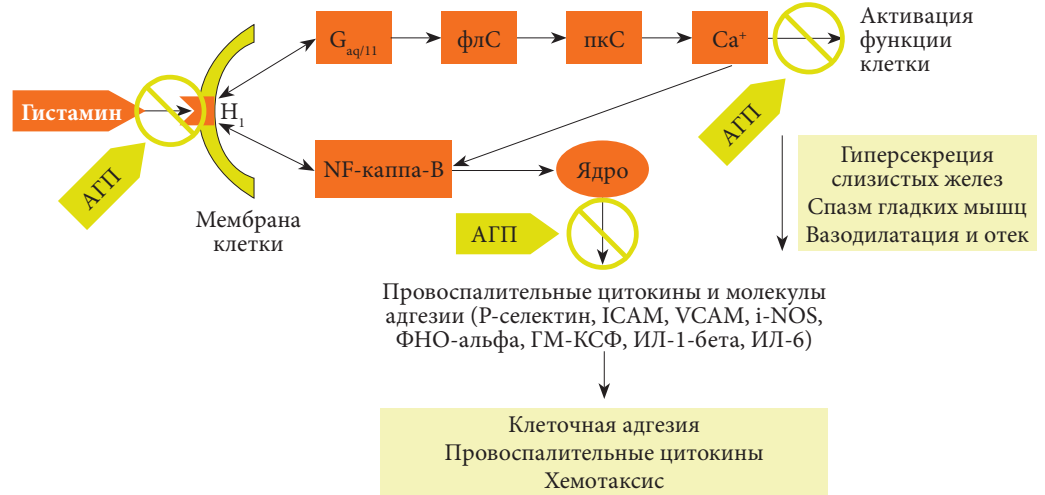 G aq/11
флС
пкС
Ca+
Активация
функции
клетки
Гистамин
H1
АГП
АГП
NF-каппа-В
Ядро
Мембрана
клетки
АГП
Гиперсекреция
слизистых желез
Спазм гладких мышц
Вазодилатация и отек
Провоспалительные цитокины и молекулы
адгезии (Р-селектин, ICAM, VCAM, i-NOS,
ФНО-альфа, ГМ-КСФ, ИЛ-1-бета, ИЛ-6)
Клеточная адгезия
Провоспалительные цитокины
Хемотаксис